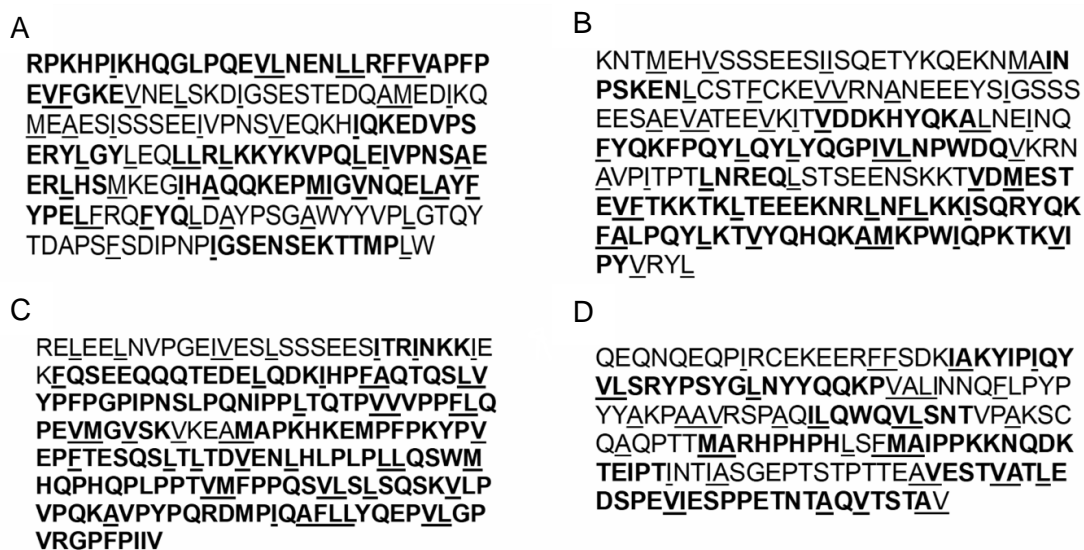 A
RPKHPIKHQGLPQEVLNENLLRFFVAPFP
EVFGKEVNELSKDIGSESTEDQAMEDIKQ
MEAESISSSEEIVPNSVEQKHIQKEDVPS
ERYLGYLEQLLRLKKYKVPQLEIVPNSAE
ERLHSMKEGIHAQQKEPMIGVNQELAYF
YPELFRQFYQLDAYPSGAWYYVPLGTQY
TDAPSFSDIPNPIGSENSEKTTMPLW
B
KNTMEHVSSSEESIISQETYKQEKNMAIN
PSKENLCSTFCKEVVRNANEEEYSIGSSS
EESAEVATEEVKITVDDKHYQKALNEINQ
FYQKFPQYLQYLYQGPIVLNPWDQVKRN
AVPITPTLNREQLSTSEENSKKTVDMEST
EVFTKKTKLTEEEKNRLNFLKKISQRYQK
FALPQYLKTVYQHQKAMKPWIQPKTKVI
PYVRYL
C
RELEELNVPGEIVESLSSSEESITRINKKIE
KFQSEEQQQTEDELQDKIHPFAQTQSLV
YPFPGPIPNSLPQNIPPLTQTPVVVPPFLQ
PEVMGVSKVKEAMAPKHKEMPFPKYPV
EPFTESQSLTLTDVENLHLPLPLLQSWM
HQPHQPLPPTVMFPPQSVLSLSQSKVLP
VPQKAVPYPQRDMPIQAFLLYQEPVLGP
VRGPFPIIV
D
QEQNQEQPIRCEKEERFFSDKIAKYIPIQY
VLSRYPSYGLNYYQQKPVALINNQFLPYP
YYAKPAAVRSPAQILQWQVLSNTVPAKSC
QAQPTTMARHPHPHLSFMAIPPKKNQDK
TEIPTINTIASGEPTSTPTTEAVESTVATLE
DSPEVIESPPETNTAQVTSTAV